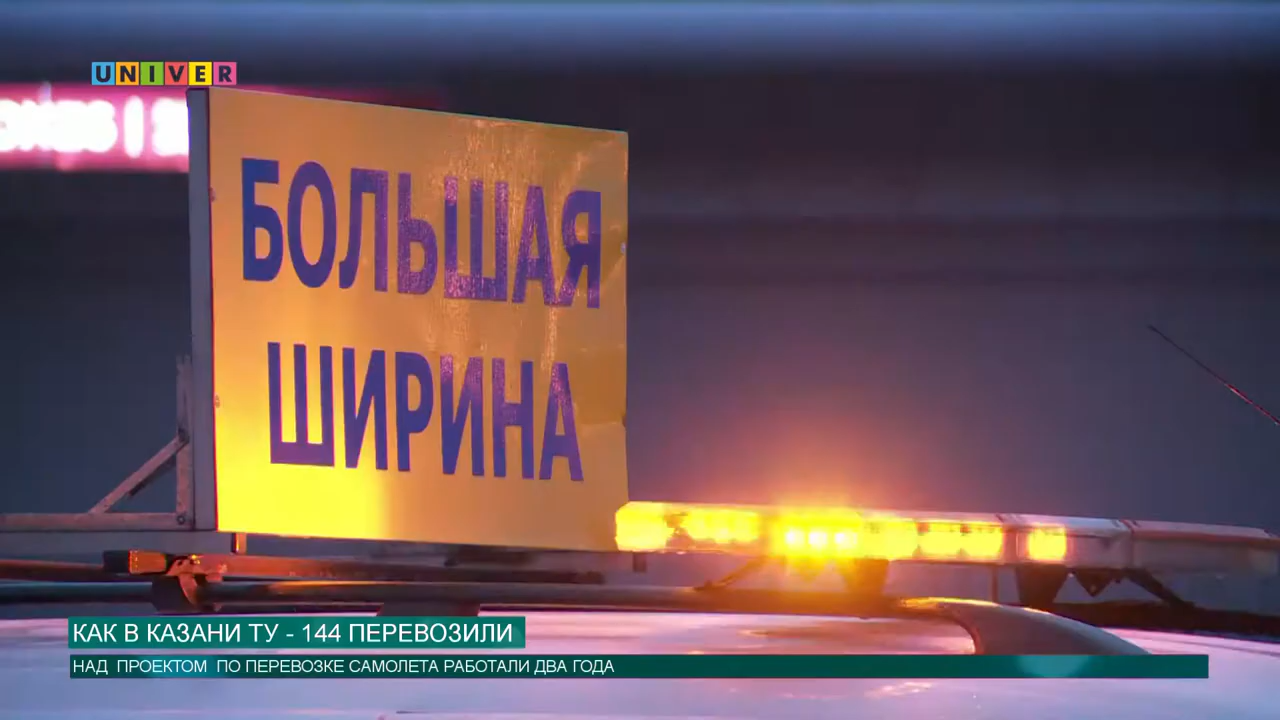 UNIVER
БОЛЬШАЯ
ШИРИНА
КАК В КАЗАНИ ТУ - 144 ПЕРЕВОЗИЛИ
НАД ПРОЕКТОМ ПО ПЕРЕВОЗКЕ САМОЛЕТА РАБОТАЛИ ДВА ГОДА